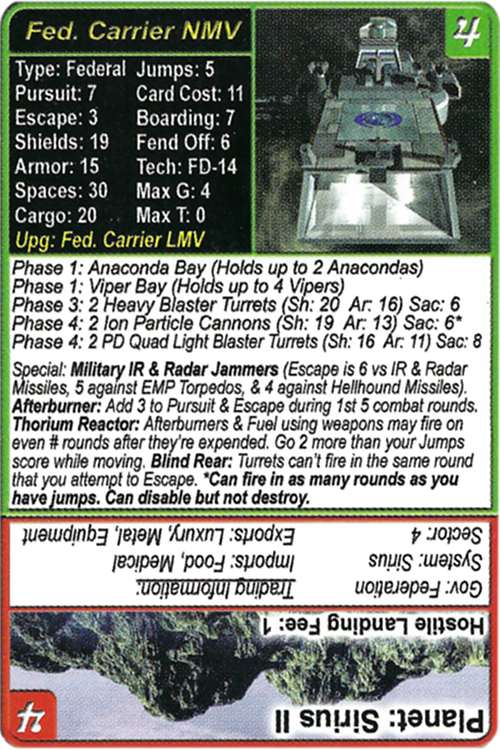 Fed. Carrier NMV
Type: Federal Jumps: 5
Pursuit: 7 Card Cost: 11
Escape: 3 Boarding: 7
Shields: 19 Fend Off: 6
Armor: 15 Tech: FD-14
Spaces: 30 Max G: 4
Cargo: 20 Max T: 0
Upg: Fed. Carrier LMV
Phase 1: Anaconda Bay (Holds up to 2 Anacondas)
Phase 1: Viper Bay (Holds up to 4 Vipers)
Phase 3: 2 Heavy Blaster Turrets (Sh: 20 Ar: 16) Sac: 6
Phase 4: 2 Ion Particle Cannons (Sh: 19 Ar: 13) Sac: 6*
Phase 4: 2 PD Quad Light Blaster Turrets (Sh: 16 Ar: 11) Sac: 8
Special: Military IR & Radar Jammers (Escape is 6 vs IR & Radar
Missiles, 5 against EMP Torpedos, & 4 against Hellhound Missiles).
Afterburner: Add 3 to Pursuit & Escape during 1st 5 combat rounds.
Thorium Reactor: Afterburners & Fuel using weapons may fire on
even # rounds after they're expended. Go 2 more than your Jumps
score while moving. Blind Rear: Turrets can't fire in the same round
that you attempt to Escape. *Can fire in as many rounds as you
have jumps. Can disable but not destroy.
Planet: Sirius II
Hostile Landing Fee: 1
Gov: Federation Trading Information:
System: Sirius Imports: Food, Medical
Sector: 4 Exports: Luxury, Metal, Equipment